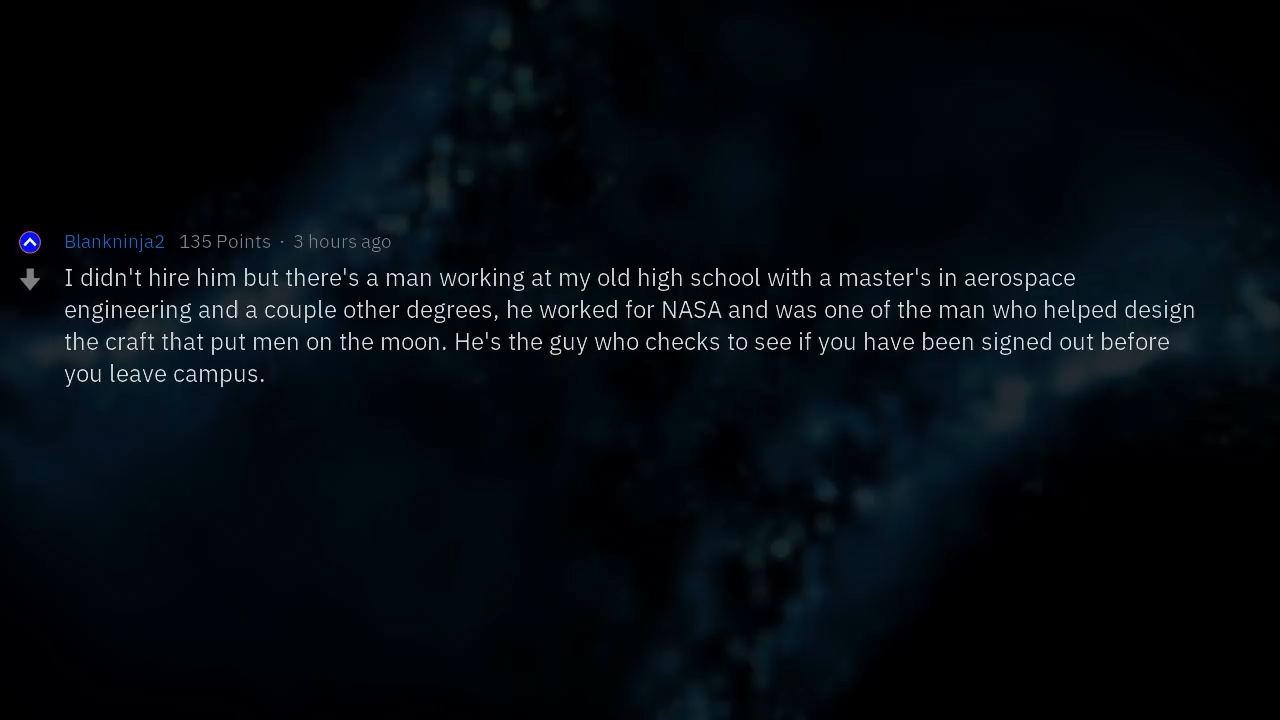 Blankninja2 135 Points · 3 hours ago
I didn't hire him but there's a man working at my old high school with a master's in aerospace
engineering and a couple other degrees, he worked for NASA and was one of the man who helped design
the craft that put men on the moon. He's the guy who checks to see if you have been signed out before
you leave campus.